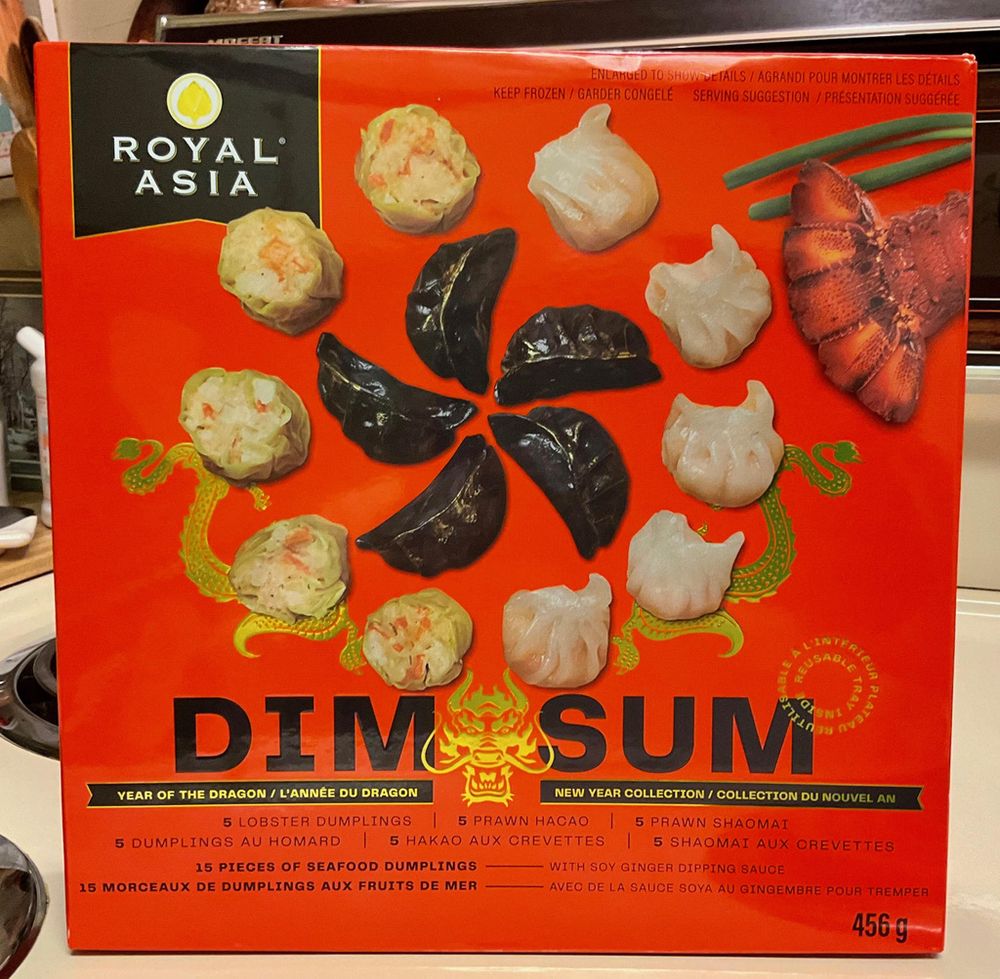 MOFFAT
ROYAL®
ASIA
ENLARGED TO SHOW DETAILS / AGRANDI POUR MONTRER LES DÉTAILS
KEEP FROZEN / GARDER CONGELÉ SERVING SUGGESTION / PRÉSENTATION SUGGÉRÉE
REUSABLE TRAY INSIDE
PLATEAU RÉUTILISABLE À L'INTÉRIEUR
DIM SUM
YEAR OF THE DRAGON / L'ANNÉE DU DRAGON
NEW YEAR COLLECTION / COLLECTION DU NOUVEL AN
5 LOBSTER DUMPLINGS | 5 PRAWN HACAO | 5 PRAWN SHAOMAI
5 DUMPLINGS AU HOMARD | 5 HAKAO AUX CREVETTES | 5 SHAOMAI AUX CREVETTES
15 PIECES OF SEAFOOD DUMPLINGS —— WITH SOY GINGER DIPPING SAUCE
15 MORCEAUX DE DUMPLINGS AUX FRUITS DE MER —— AVEC DE LA SAUCE SOYA AU GINGEMBRE POUR TREMPER
456 g